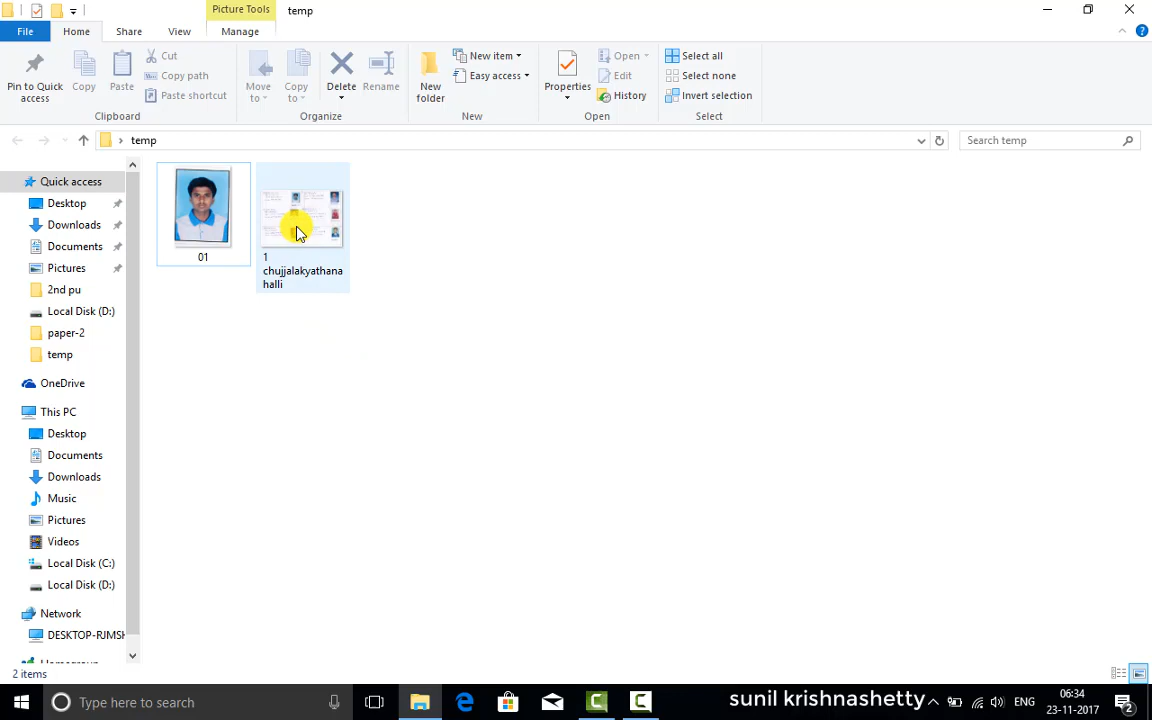 Picture Tools
temp
File
Home
Share
View
Manage
Pin to Quick
access
Copy
Paste
Cut
Copy path
Paste shortcut
Clipboard
Move
to
Copy
to
Delete
Rename
Organize
New
folder
New item
Easy access
New
Properties
Open
Edit
History
Open
Select all
Select none
Invert selection
Select
temp
Search temp
Quick access
Desktop
Downloads
Documents
Pictures
2nd pu
Local Disk (D:)
paper-2
temp
OneDrive
This PC
Desktop
Documents
Downloads
Music
Pictures
Videos
Local Disk (C:)
Local Disk (D:)
Network
DESKTOP-RJMSH
01
1
chujjalakyathana
halli
2 items
Type here to search
sunil krishnashetty
ENG
06:34
23-11-2017
2